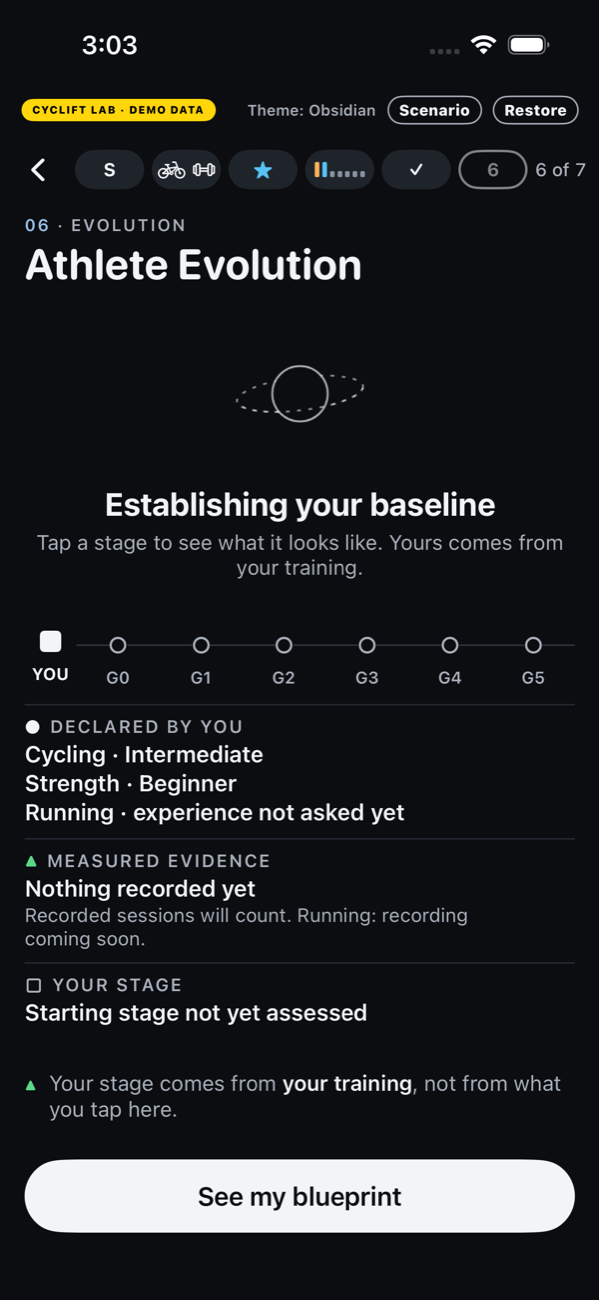 3:03
CYCLIFT LAB · DEMO DATA
Theme: Obsidian
Scenario
Restore
S
6
6 of 7
06 · EVOLUTION
Athlete Evolution
Establishing your baseline
Tap a stage to see what it looks like. Yours comes from
your training.
YOU
G0
G1
G2
G3
G4
G5
DECLARED BY YOU
Cycling · Intermediate
Strength · Beginner
Running · experience not asked yet
MEASURED EVIDENCE
Nothing recorded yet
Recorded sessions will count. Running: recording
coming soon.
YOUR STAGE
Starting stage not yet assessed
Your stage comes from your training, not from what
you tap here.
See my blueprint